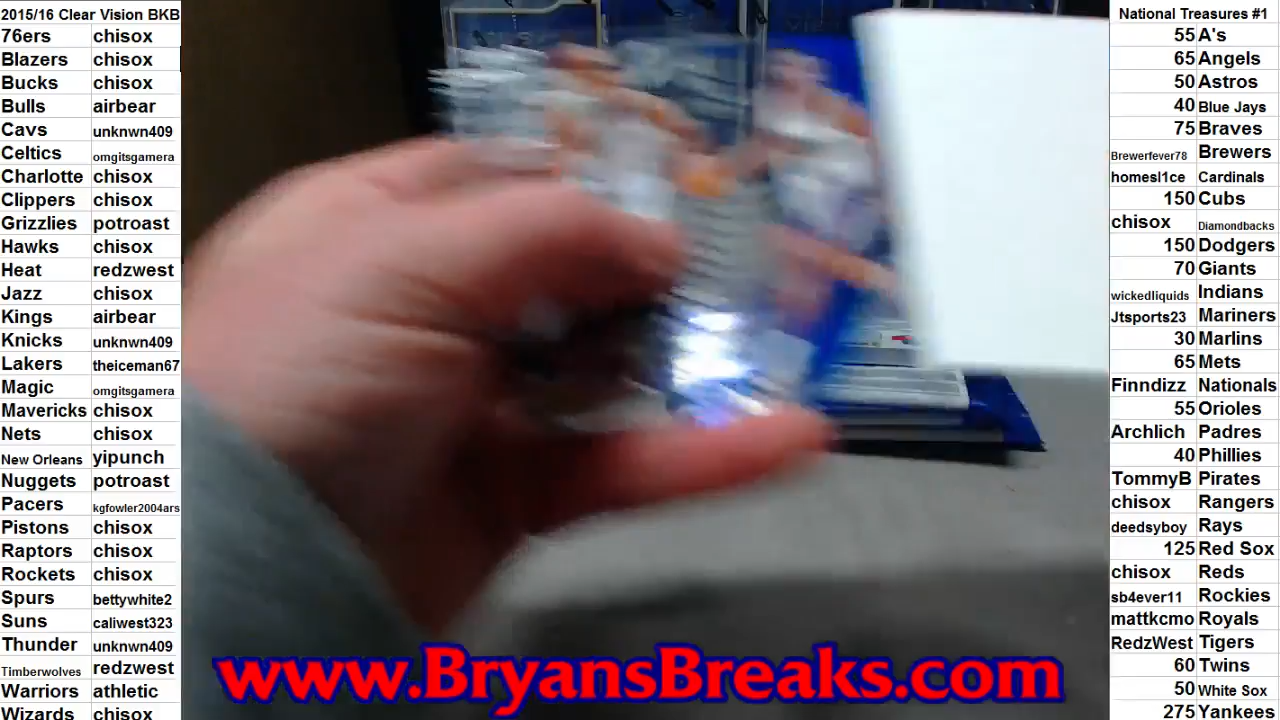 2015/16 Clear Vision BKB
76ers chisox
Blazers chisox
Bucks chisox
Bulls airbear
Cavs unknwn409
Celtics omgitsgamera
Charlotte chisox
Clippers chisox
Grizzlies potroast
Hawks chisox
Heat redzwest
Jazz chisox
Kings airbear
Knicks unknwn409
Lakers theiceman67
Magic omgitsgamera
Mavericks chisox
Nets chisox
New Orleans yipunch
Nuggets potroast
Pacers kgfowler2004ars
Pistons chisox
Raptors chisox
Rockets chisox
Spurs bettywhite2
Suns caliwest323
Thunder unknwn409
Timberwolves redzwest
Warriors athletic
Wizards chisox
National Treasures #1
55 A's
65 Angels
50 Astros
40 Blue Jays
75 Braves
Brewerfever78 Brewers
homesl1ce Cardinals
150 Cubs
chisox Diamondbacks
150 Dodgers
70 Giants
wickedliquids Indians
Jtsports23 Mariners
30 Marlins
65 Mets
Finndizz Nationals
55 Orioles
Archlich Padres
40 Phillies
TommyB Pirates
chisox Rangers
deedsyboy Rays
125 Red Sox
chisox Reds
sb4ever11 Rockies
mattkcmo Royals
RedzWest Tigers
60 Twins
50 White Sox
275 Yankees
www.BryansBreaks.com